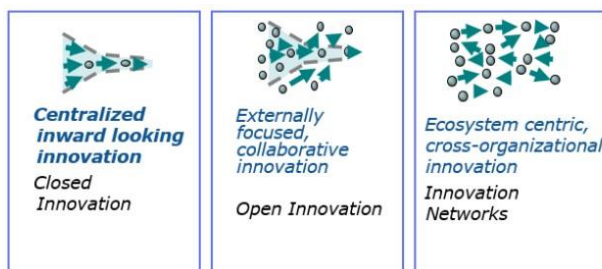 Centralized
inward looking
innovation
Closed
Innovation
Externally
focused,
collaborative
innovation
Open Innovation
Ecosystem centric,
cross-organizational
innovation
Innovation
Networks